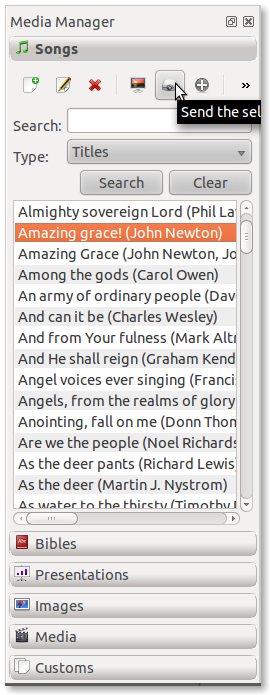 Media Manager
Songs
Send the sel
Search:
Type: Titles
Search Clear
Almighty sovereign Lord (Phil La
Amazing grace! (John Newton)
Amazing Grace (John Newton, Jo
Among the gods (Carol Owen)
An army of ordinary people (Dav
And can it be (Charles Wesley)
And from Your fulness (Mark Alt
And He shall reign (Graham Kend
Angel voices ever singing (Franci
Angels, from the realms of glory
Anointing, fall on me (Donn Thom
Are we the people (Noel Richards
As the deer pants (Richard Lewis
As the deer (Martin J. Nystrom)
As water to the thirsty (Timothy
Bibles
Presentations
Images
Media
Customs